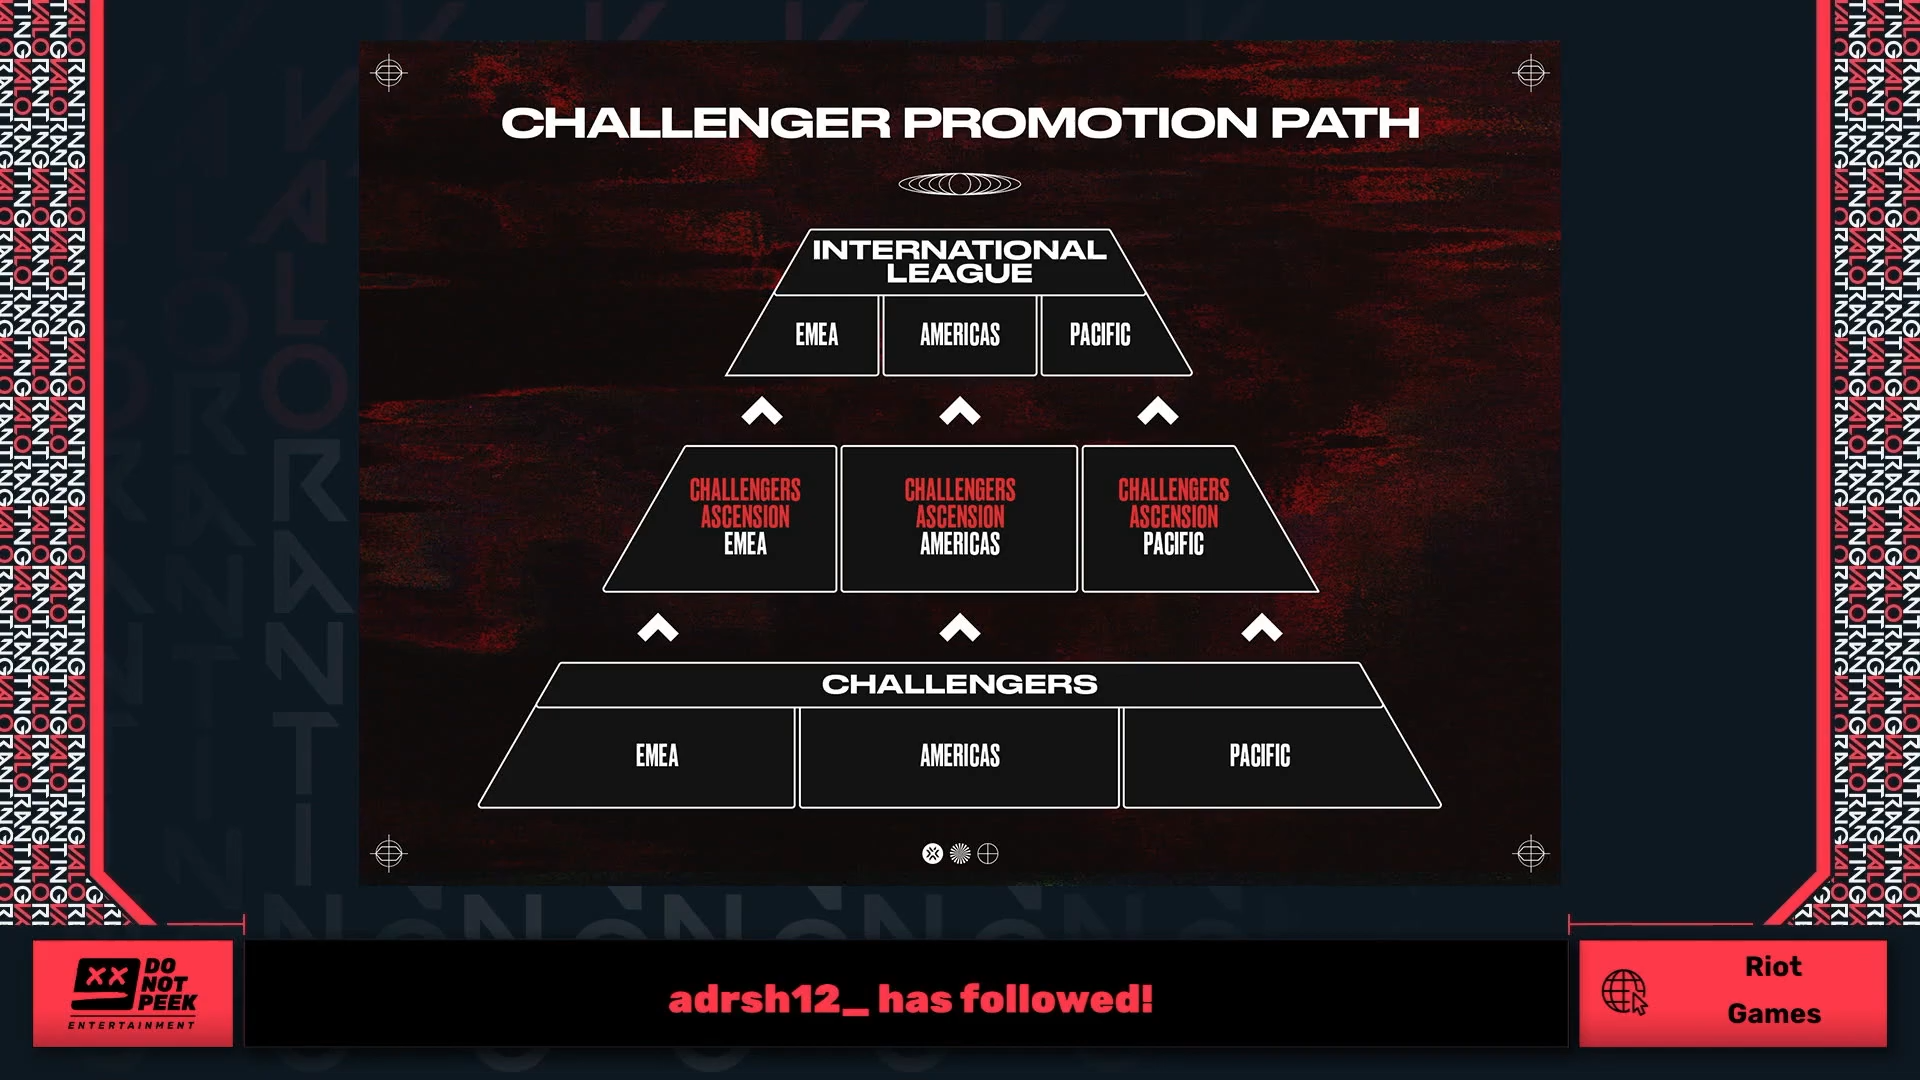 CHALLENGER PROMOTION PATH
INTERNATIONAL
LEAGUE
EMEA
AMERICAS
PACIFIC
CHALLENGERS
ASCENSION
EMEA
CHALLENGERS
ASCENSION
AMERICAS
CHALLENGERS
ASCENSION
PACIFIC
CHALLENGERS
EMEA
AMERICAS
PACIFIC
DO
NOT
PEEK
ENTERTAINMENT
adrsh12_ has followed!
Riot
Games
VALORANTING